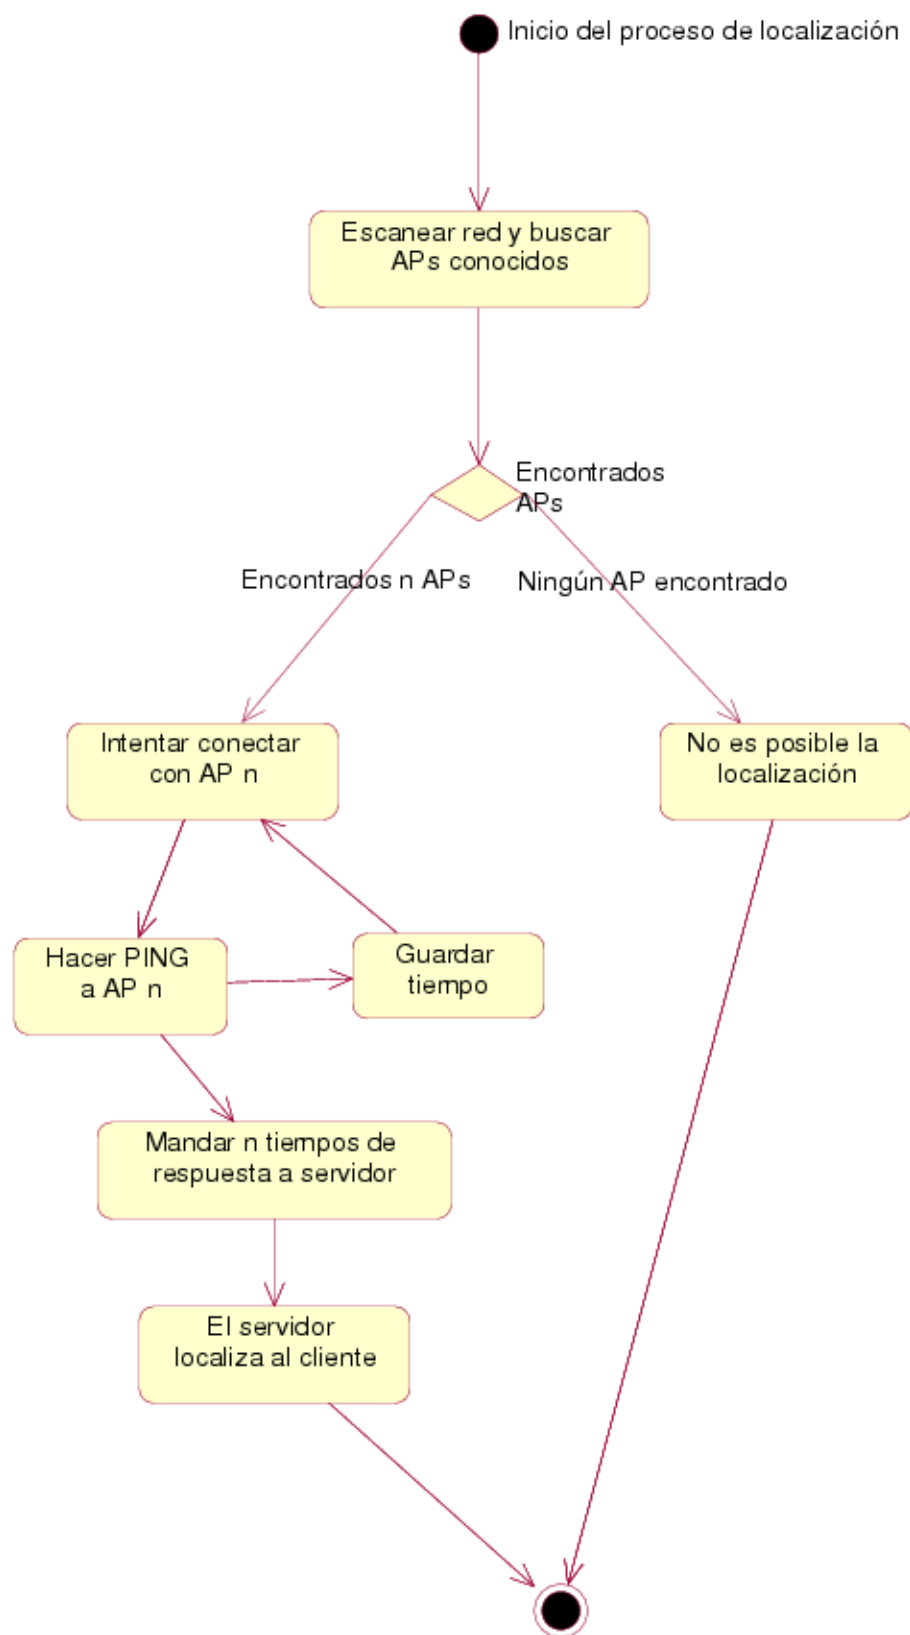 Inicio del proceso de localización
Escanear red y buscar
APs conocidos
Encontrados
APs
Encontrados n APs
Ningún AP encontrado
Intentar conectar
con AP n
No es posible la
localización
Hacer PING
a AP n
Guardar
tiempo
Mandar n tiempos de
respuesta a servidor
El servidor
localiza al cliente